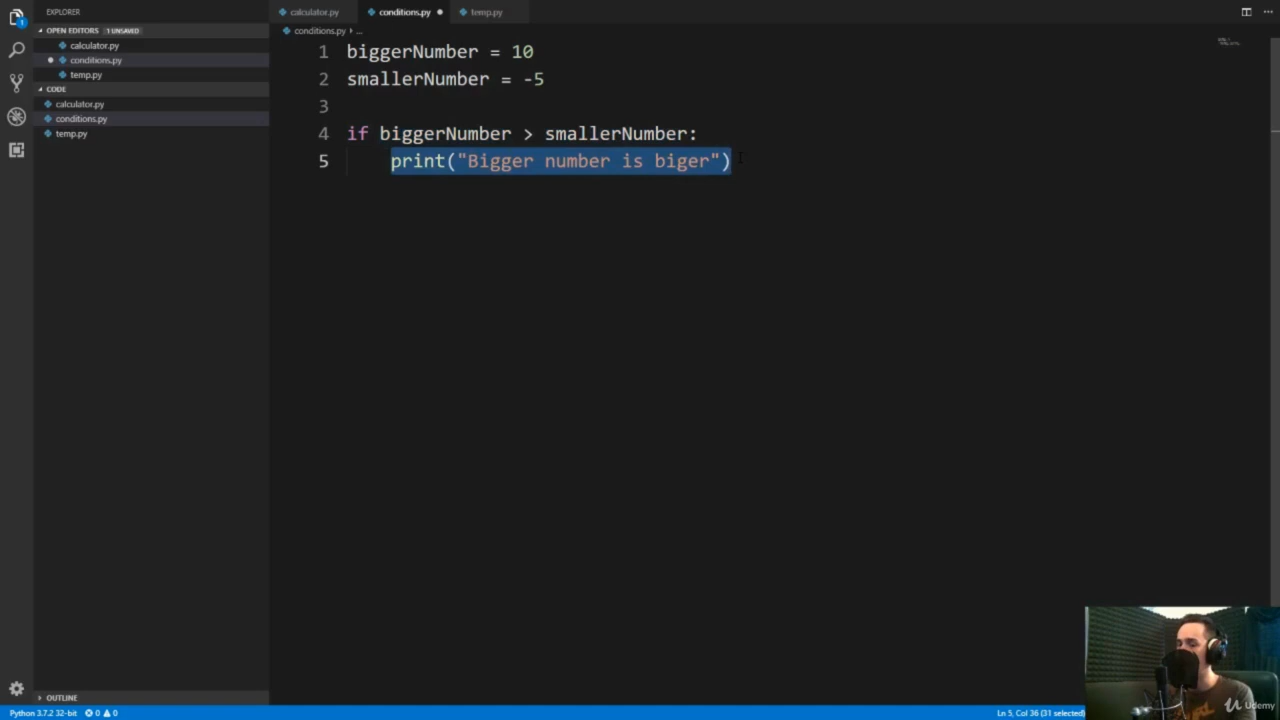 EXPLORER
calculator.py
conditions.py
temp.py
OPEN EDITORS
1 UNSAVED
conditions.py > ...
calculator.py
conditions.py
temp.py
CODE
calculator.py
conditions.py
temp.py
1 biggerNumber = 10
2 smallerNumber = -5
3
4 if biggerNumber > smallerNumber:
5 print("Bigger number is biger")
OUTLINE
Python 3.7.2 32-bit 0 0
Ln 5, Col 36 (31 selected)
Udemy
1